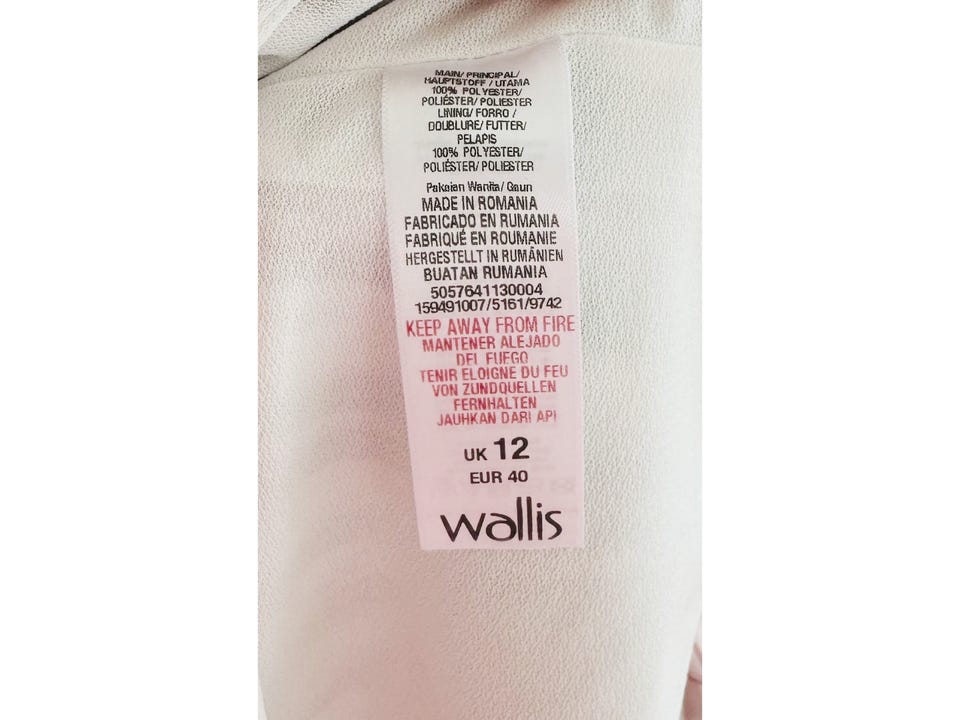 MAIN/ PRINCIPAL/
HAUPTSTOFF / UTAMA
100% POLYESTER/
POLIÉSTER/ POLIESTER
LINING/ FORRO /
DOUBLURE/ FUTTER/
PELAPIS
100% POLYESTER/
POLIÉSTER/ POLIESTER
Pakaian Wanita/ Gaun
MADE IN ROMANIA
FABRICADO EN RUMANIA
FABRIQUÉ EN ROUMANIE
HERGESTELLT IN RUMÄNIEN
BUATAN RUMANIA
5057641130004
159491007/5161/9742
KEEP AWAY FROM FIRE
MANTENER ALEJADO
DEL FUEGO
TENIR ELOIGNE DU FEU
VON ZUNDQUELLEN
FERNHALTEN
JAUHKAN DARI API
UK 12
EUR 40
wallis